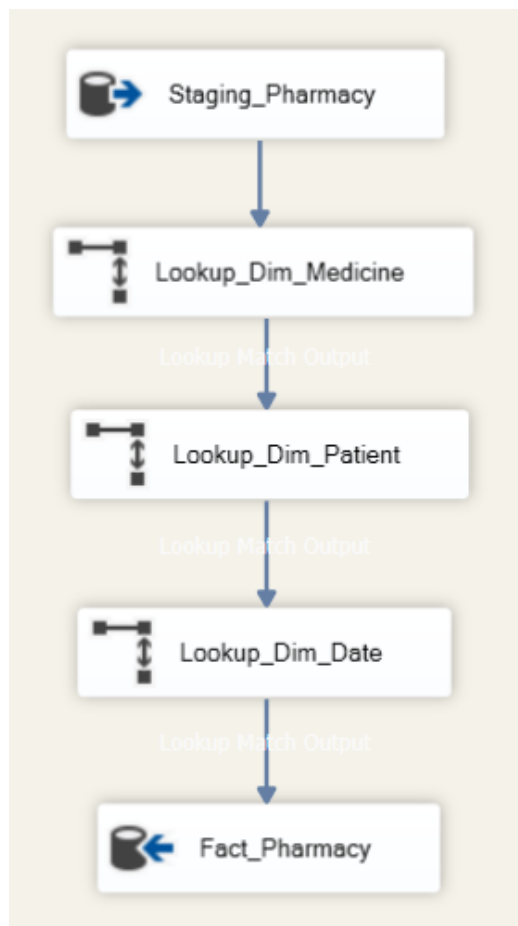 Staging_Pharmacy
Lookup_Dim_Medicine
Lookup Match Output
Lookup_Dim_Patient
Lookup Match Output
Lookup_Dim_Date
Lookup Match Output
Fact_Pharmacy